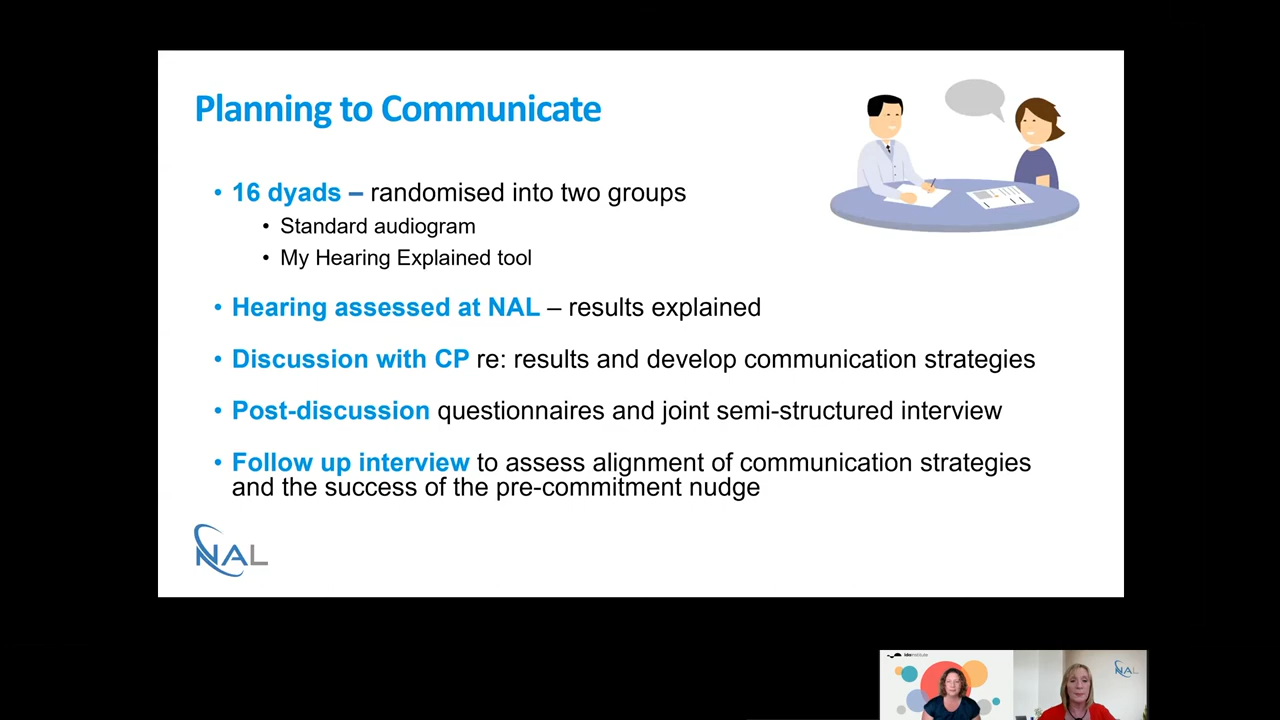 Planning to Communicate
• 16 dyads – randomised into two groups
• Standard audiogram
• My Hearing Explained tool
• Hearing assessed at NAL – results explained
• Discussion with CP re: results and develop communication strategies
• Post-discussion questionnaires and joint semi-structured interview
• Follow up interview to assess alignment of communication strategies
and the success of the pre-commitment nudge
NAL
idainstitute
NAL